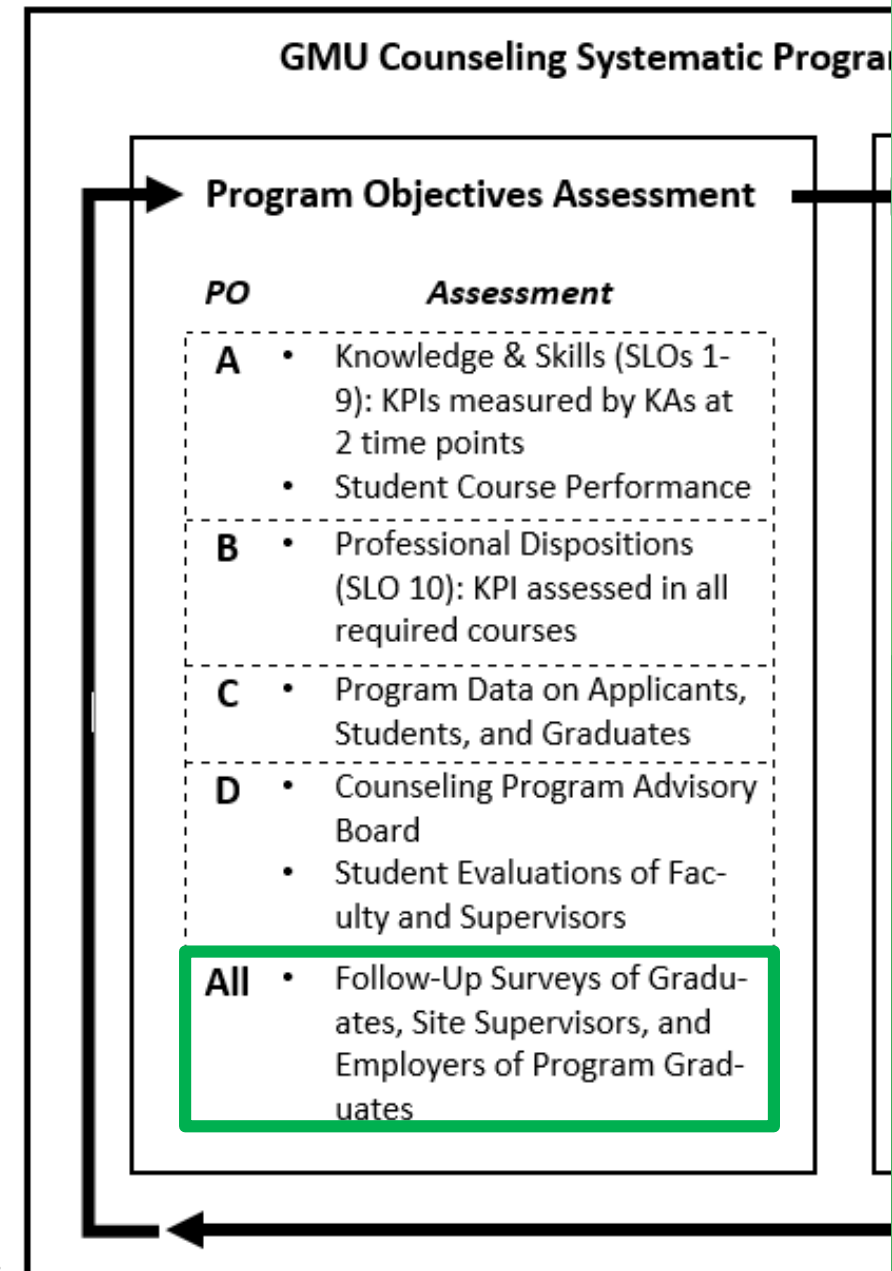 GMU Counseling Systematic
Program Objectives Assessment
PO Assessment
A • Knowledge & Skills (SLOs 1-
9): KPIs measured by KAs at
2 time points
• Student Course Performance
B • Professional Dispositions
(SLO 10): KPI assessed in all
required courses
C • Program Data on Applicants,
Students, and Graduates
D • Counseling Program Advisory
Board
• Student Evaluations of Fac-
ulty and Supervisors
All • Follow-Up Surveys of Gradu-
ates, Site Supervisors, and
Employers of Program Grad-
uates